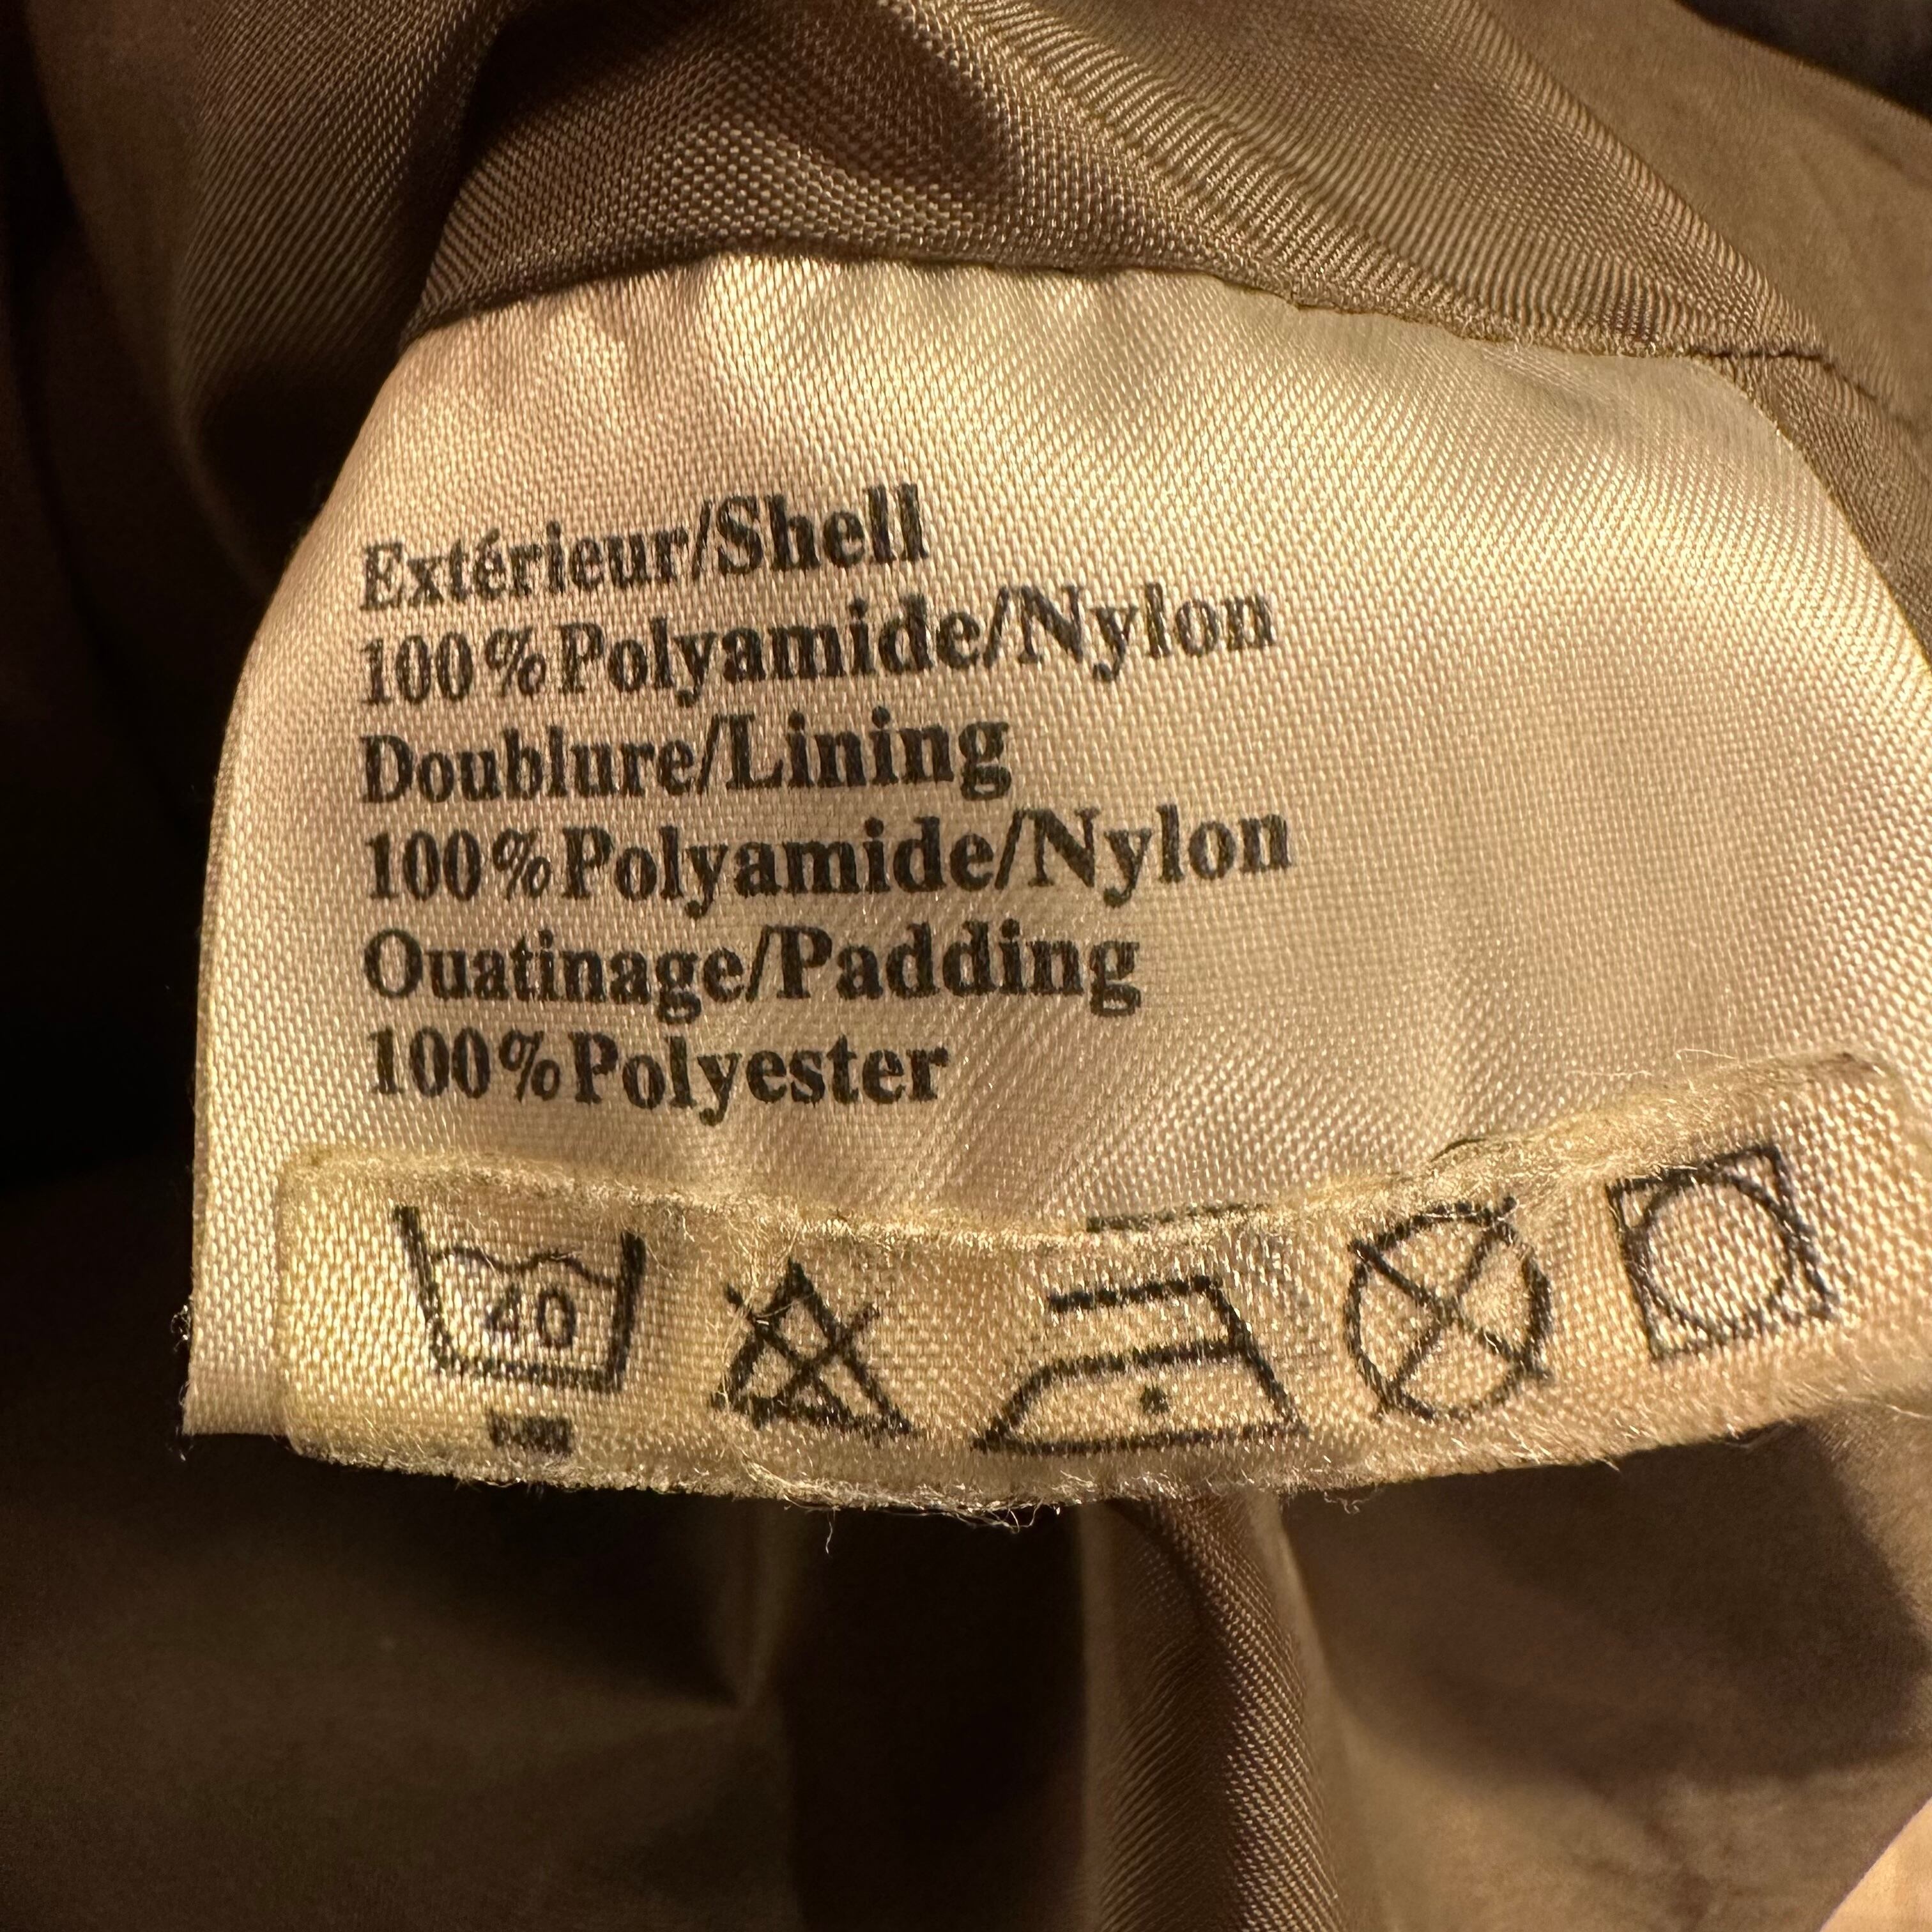 Extérieur/Shell
100%Polyamide/Nylon
Doublure/Lining
100%Polyamide/Nylon
Ouatinage/Padding
100%Polyester
40